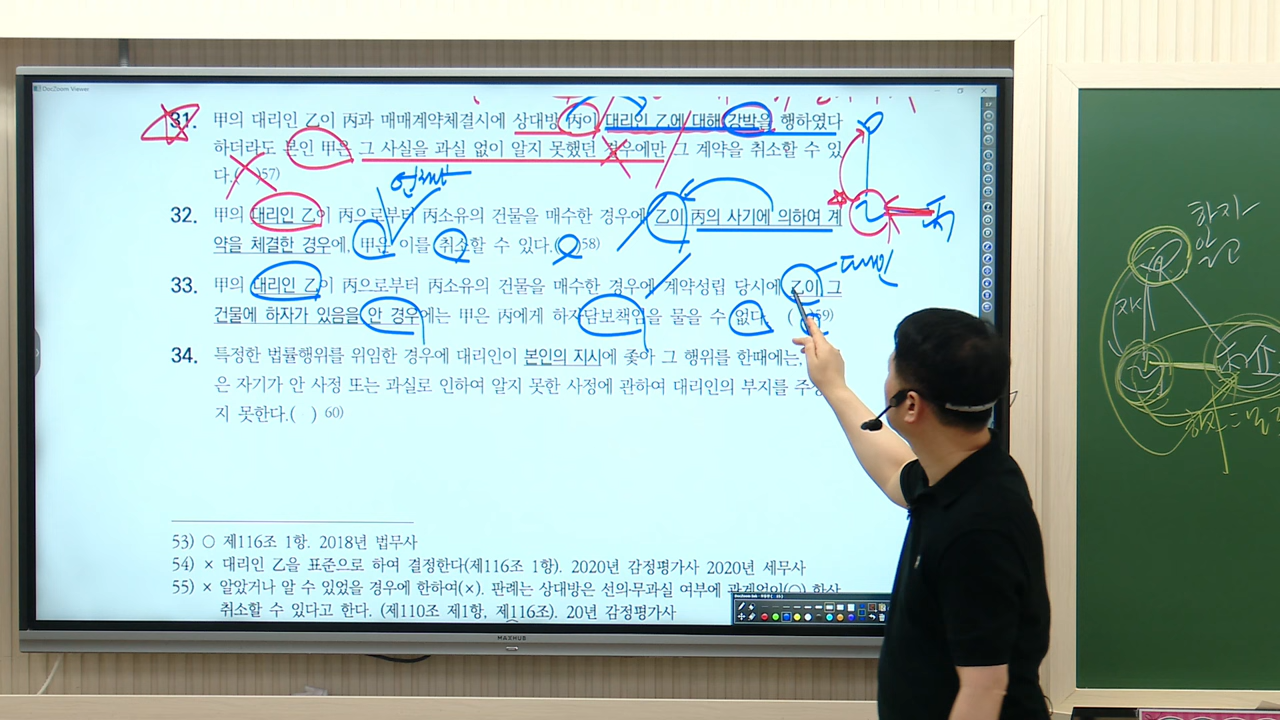 DocZoom Viewer
31. 甲의 대리인 乙이 丙과 매매계약체결시에 상대방 丙이 대리인 乙에 대해 강박을 행하였다
하더라도 본인 甲은 그 사실을 과실 없이 알지 못했던 경우에만 그 계약을 취소할 수 있
다.( )57)
언제나
32. 甲의 대리인 乙이 丙으로부터 丙소유의 건물을 매수한 경우에 乙이 丙의 사기에 의하여 계
약을 체결한 경우에, 甲은 이를 취소할 수 있다.( )58)
丙
33. 甲의 대리인 乙이 丙으로부터 丙소유의 건물을 매수한 경우에 계약성립 당시에 乙이 그
대리인
건물에 하자가 있음을 안 경우에는 甲은 丙에게 하자담보책임을 물을 수 없다. ( )59)
34. 특정한 법률행위를 위임한 경우에 대리인이 본인의 지시에 좇아 그 행위를 한때에는,
은 자기가 안 사정 또는 과실로 인하여 알지 못한 사정에 관하여 대리인의 부지를 주
지 못한다.( ) 60)
53) ○ 제116조 1항. 2018년 법무사
54) × 대리인 乙을 표준으로 하여 결정한다(제116조 1항). 2020년 감정평가사 2020년 세무사
55) × 알았거나 알 수 있었을 경우에 한하여(×). 판례는 상대방은 선의무과실 여부에 관계없이(○) 항상
취소할 수 있다고 한다. (제110조 제1항, 제116조). 20년 감정평가사
MAXHUB
하자
알고